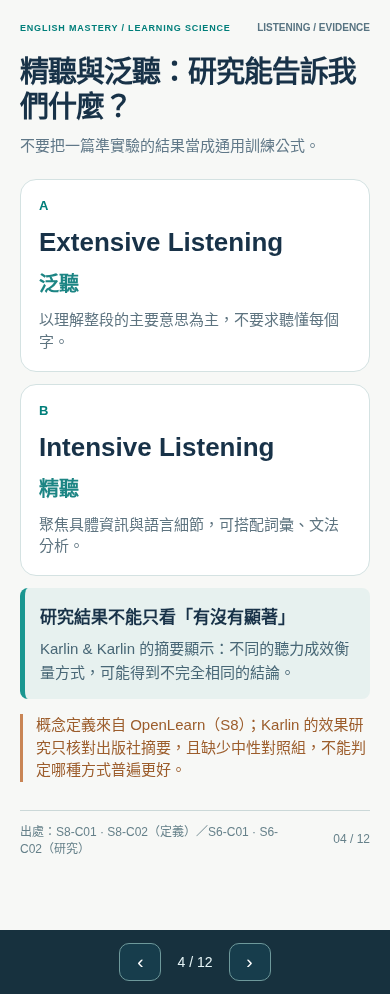 ENGLISH MASTERY / LEARNING SCIENCE
LISTENING / EVIDENCE
精聽與泛聽：研究能告訴我
們什麼？
不要把一篇準實驗的結果當成通用訓練公式。
A
Extensive Listening
泛聽
以理解整段的主要意思為主，不要求聽懂每個
字。
B
Intensive Listening
精聽
聚焦具體資訊與語言細節，可搭配詞彙、文法
分析。
研究結果不能只看「有沒有顯著」
Karlin & Karlin 的摘要顯示：不同的聽力成效衡
量方式，可能得到不完全相同的結論。
概念定義來自 OpenLearn（S8）；Karlin 的效果研
究只核對出版社摘要，且缺少中性對照組，不能判
定哪種方式普遍更好。
出處：S8-C01 · S8-C02（定義）／S6-C01 · S6-
C02（研究）
04 / 12
‹
4 / 12
›